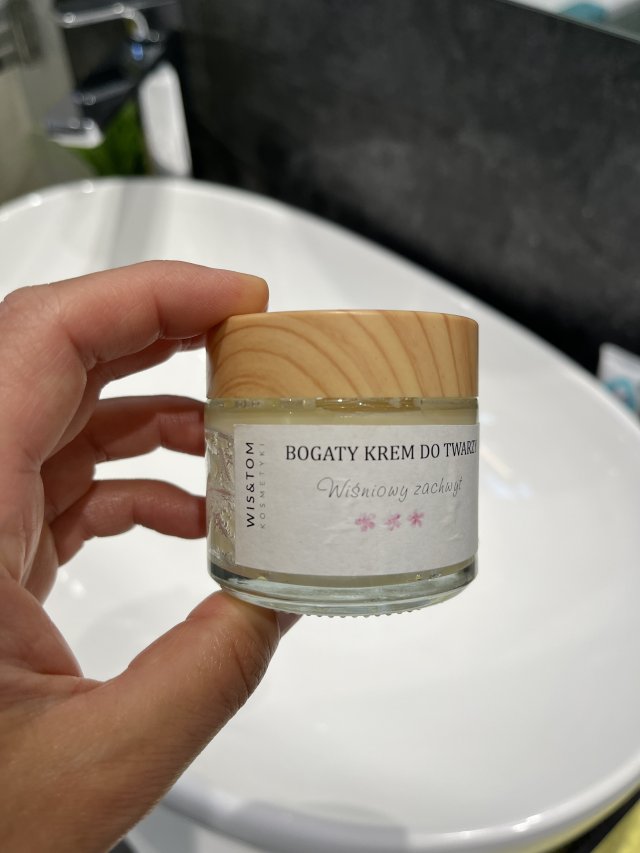 WIS&TOM
KOSMETYKI
BOGATY KREM DO TWARZY
Wiśniowy zachwyt